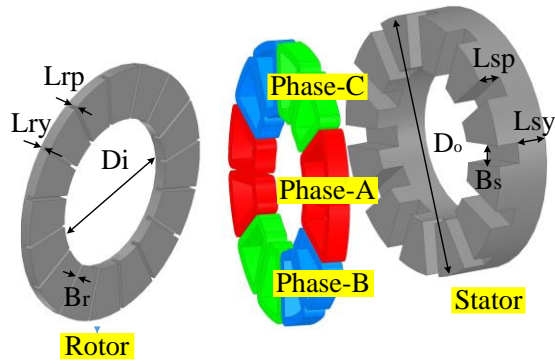 Lrp
Lry
Di
Br
Rotor
Phase-C
Phase-A
Phase-B
Lsp
Lsy
Do
Bs
Stator